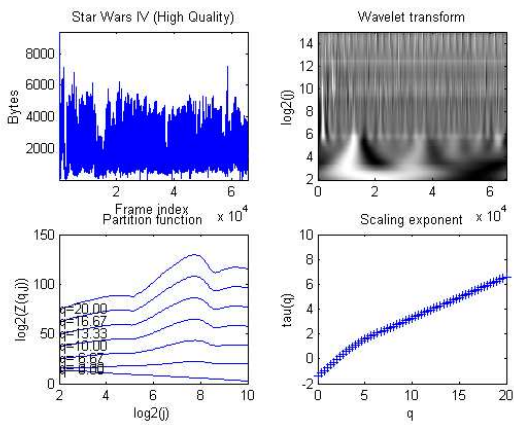 Star Wars IV (High Quality)
Bytes
8000
6000
4000
2000
2
4
6
x 10^4
Frame index
Wavelet transform
log2(j)
14
12
10
8
6
4
2
2
4
6
x 10^4
Partition function
log2(Z(q,j))
150
100
50
0
q=20.00
q=16.67
q=13.33
q=10.00
q= 6.67
2
4
6
8
10
log2(j)
Scaling exponent
tau(q)
10
8
6
4
2
0
-2
0
5
10
15
20
q